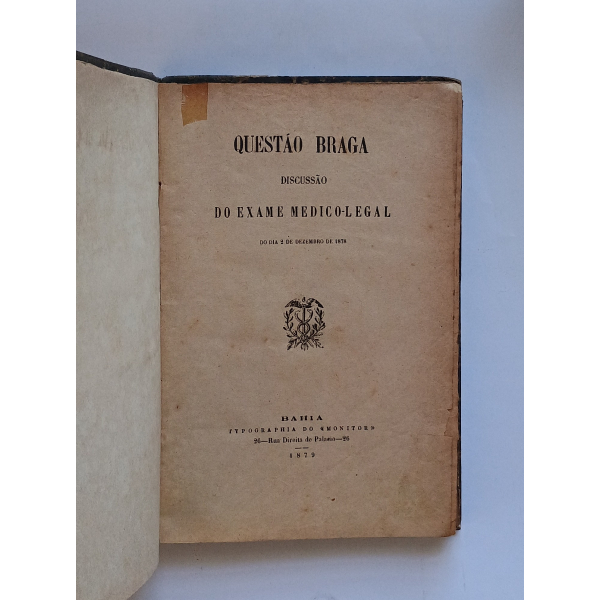 QUESTÃO BRAGA
DISCUSSÃO
DO EXAME MEDICO-LEGAL
DO DIA 2 DE DEZEMBRO DE 1878
BAHIA
TYPOGRAPHIA DO «MONITOR»
26—Rua Direita de Palacio—26
1879